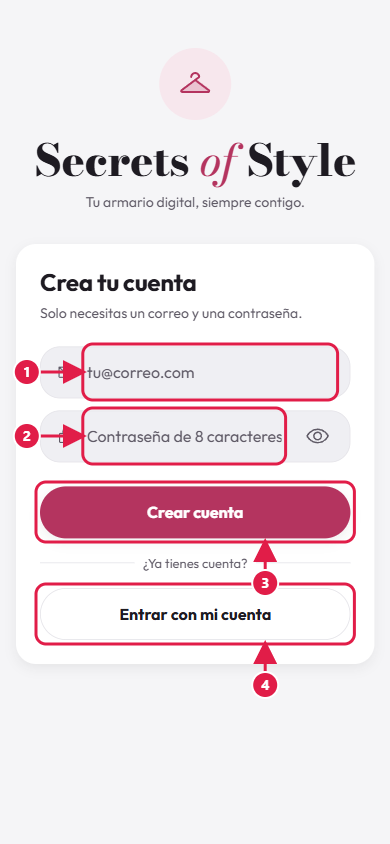 Secrets of Style
Tu armario digital, siempre contigo.
Crea tu cuenta
Solo necesitas un correo y una contraseña.
1
tu@correo.com
2
Contraseña de 8 caracteres
Crear cuenta
¿Ya tienes cuenta?
3
Entrar con mi cuenta
4